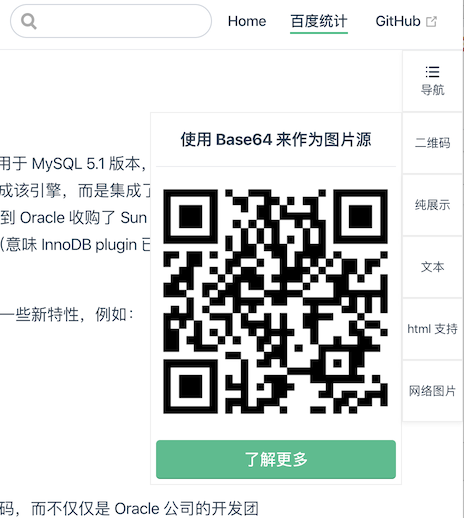 Home 百度统计 GitHub
导航
使用 Base64 来作为图片源
二维码
纯展示
文本
html 支持
网络图片
了解更多
用于 MySQL 5.1 版本，
成该引擎，而是集成了
到 Oracle 收购了 Sun
（意味 InnoDB plugin 已
一些新特性，例如：
码，而不仅仅是 Oracle 公司的开发团